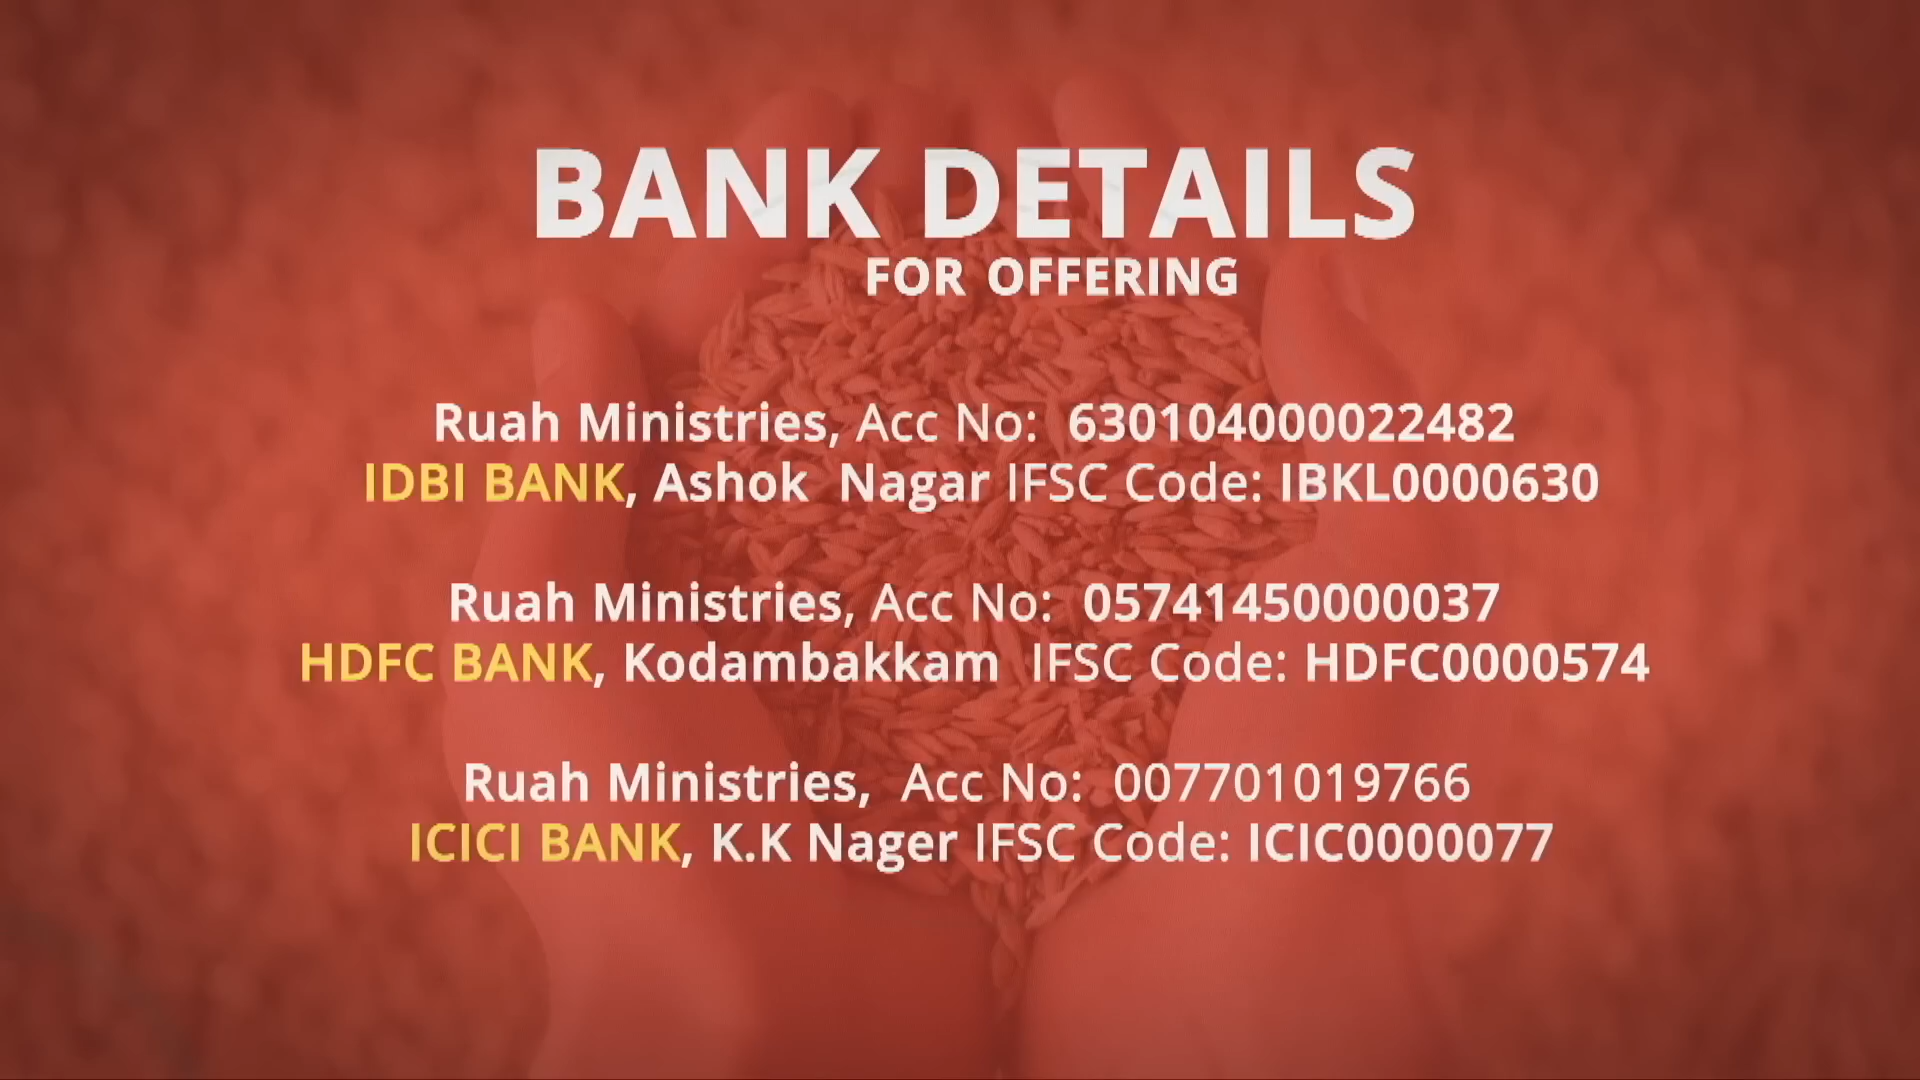 BANK DETAILS
FOR OFFERING
Ruah Ministries, Acc No: 630104000022482
IDBI BANK, Ashok Nagar IFSC Code: IBKL0000630
Ruah Ministries, Acc No: 05741450000037
HDFC BANK, Kodambakkam IFSC Code: HDFC0000574
Ruah Ministries, Acc No: 007701019766
ICICI BANK, K.K Nager IFSC Code: ICIC0000077